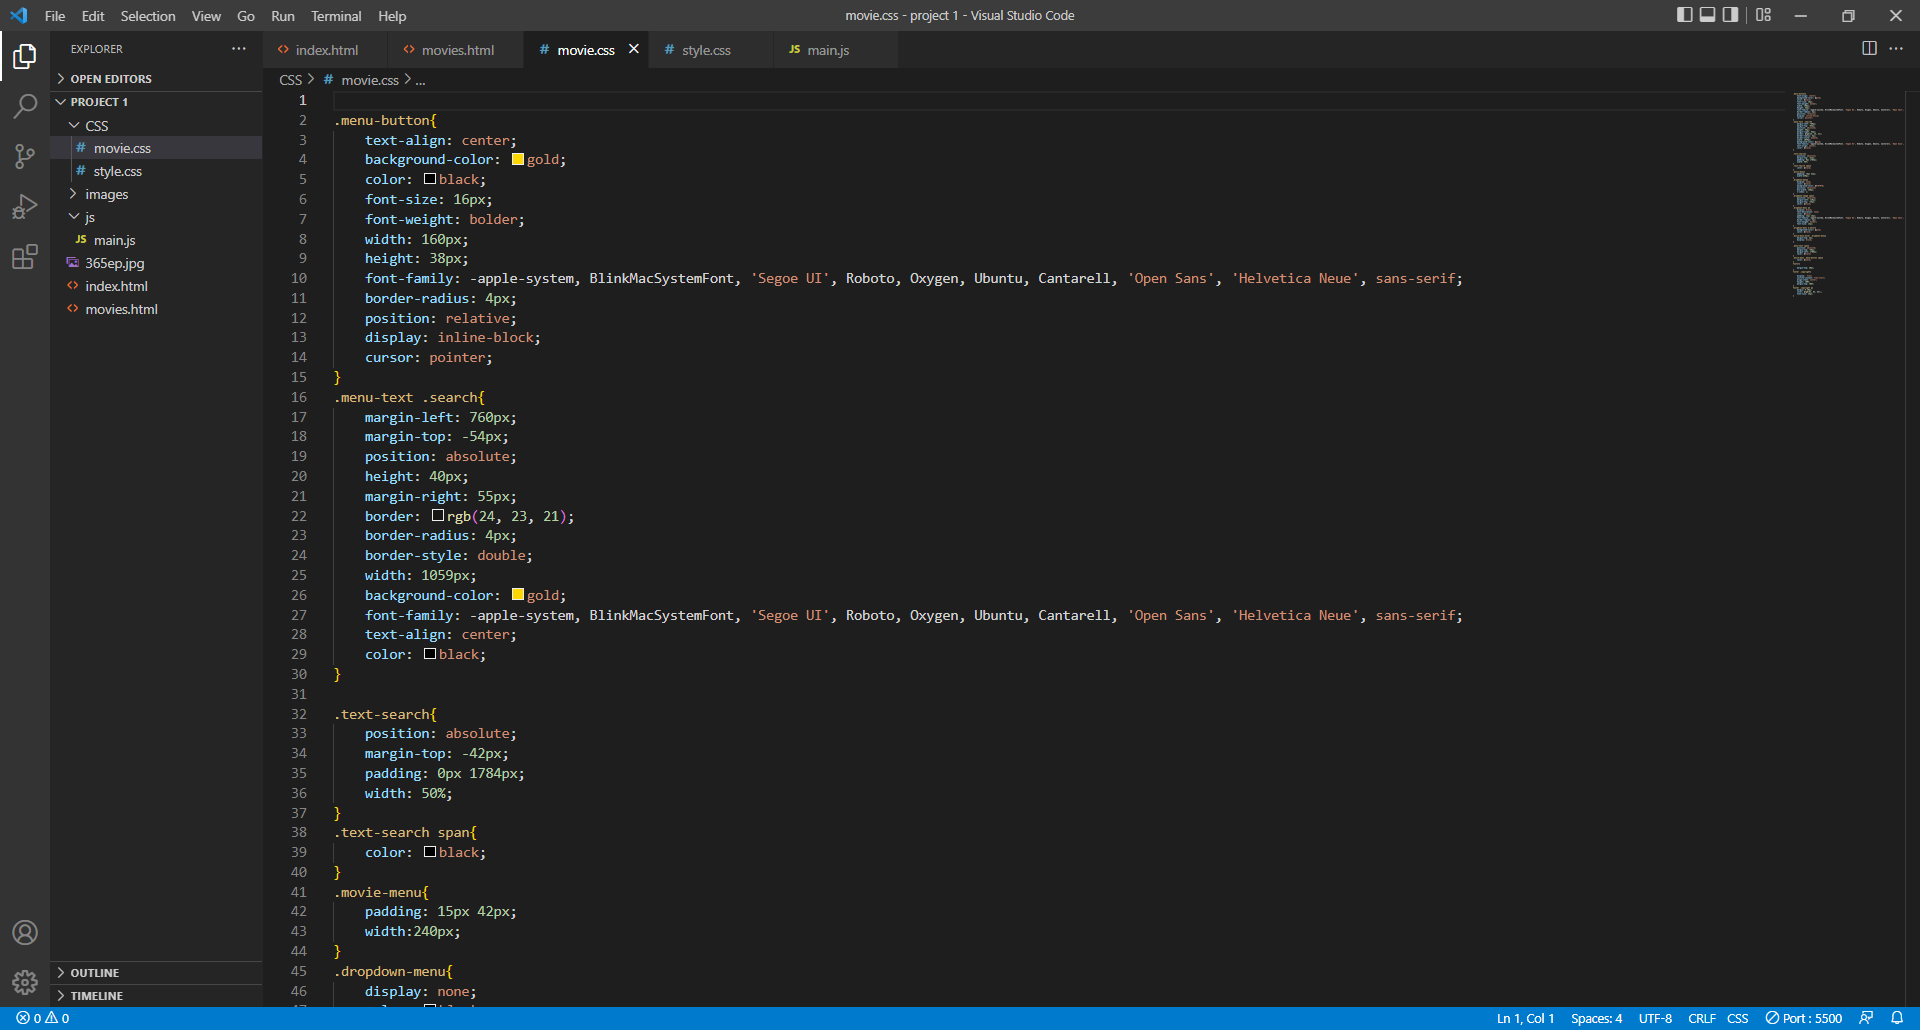 File Edit Selection View Go Run Terminal Help
movie.css - project 1 - Visual Studio Code
EXPLORER
OPEN EDITORS
PROJECT 1
CSS
# movie.css
# style.css
images
js
JS main.js
365ep.jpg
<> index.html
<> movies.html
OUTLINE
TIMELINE
<> index.html <> movies.html # movie.css # style.css JS main.js
CSS > # movie.css > ...
1
2 .menu-button{
3 text-align: center;
4 background-color: gold;
5 color: black;
6 font-size: 16px;
7 font-weight: bolder;
8 width: 160px;
9 height: 38px;
10 font-family: -apple-system, BlinkMacSystemFont, 'Segoe UI', Roboto, Oxygen, Ubuntu, Cantarell, 'Open Sans', 'Helvetica Neue', sans-serif;
11 border-radius: 4px;
12 position: relative;
13 display: inline-block;
14 cursor: pointer;
15 }
16 .menu-text .search{
17 margin-left: 760px;
18 margin-top: -54px;
19 position: absolute;
20 height: 40px;
21 margin-right: 55px;
22 border: rgb(24, 23, 21);
23 border-radius: 4px;
24 border-style: double;
25 width: 1059px;
26 background-color: gold;
27 font-family: -apple-system, BlinkMacSystemFont, 'Segoe UI', Roboto, Oxygen, Ubuntu, Cantarell, 'Open Sans', 'Helvetica Neue', sans-serif;
28 text-align: center;
29 color: black;
30 }
31
32 .text-search{
33 position: absolute;
34 margin-top: -42px;
35 padding: 0px 1784px;
36 width: 50%;
37 }
38 .text-search span{
39 color: black;
40 }
41 .movie-menu{
42 padding: 15px 42px;
43 width:240px;
44 }
45 .dropdown-menu{
46 display: none;
0 0
Ln 1, Col 1 Spaces: 4 UTF-8 CRLF CSS Port : 5500